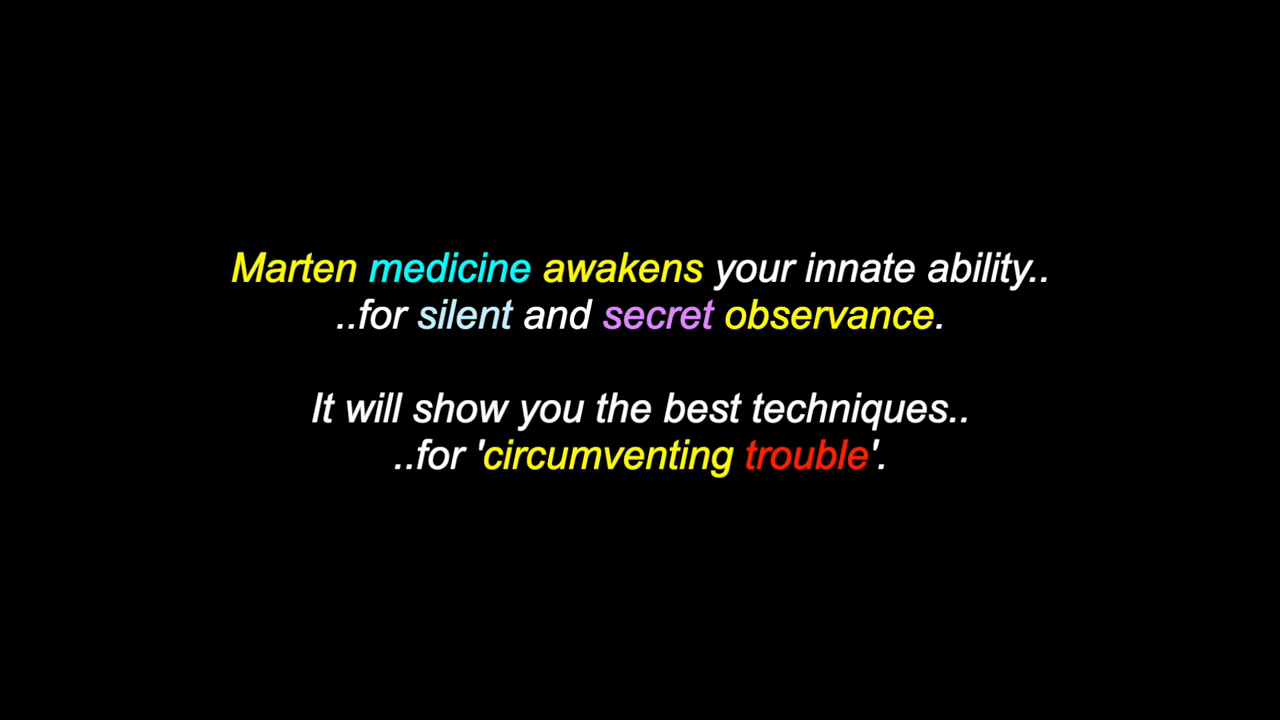 Marten medicine awakens your innate ability..
..for silent and secret observance.
It will show you the best techniques..
..for 'circumventing trouble'.